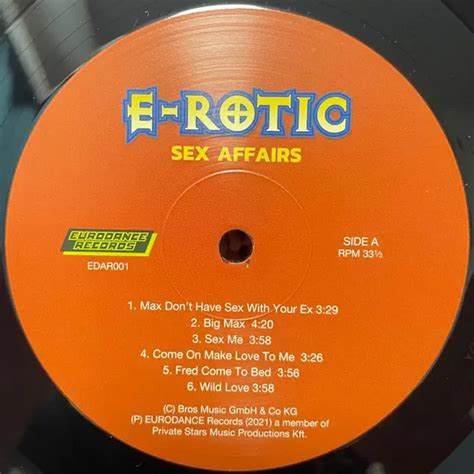 E-ROTIC
SEX AFFAIRS
EURODANCE
RECORDS
EDAR001
SIDE A
RPM 33⅓
1. Max Don't Have Sex With Your Ex 3:29
2. Big Max 4:20
3. Sex Me 3:58
4. Come On Make Love To Me 3:26
5. Fred Come To Bed 3:56
6. Wild Love 3:58
(C) Bros Music GmbH & Co KG
(P) EURODANCE Records (2021) a member of
Private Stars Music Productions Kft.